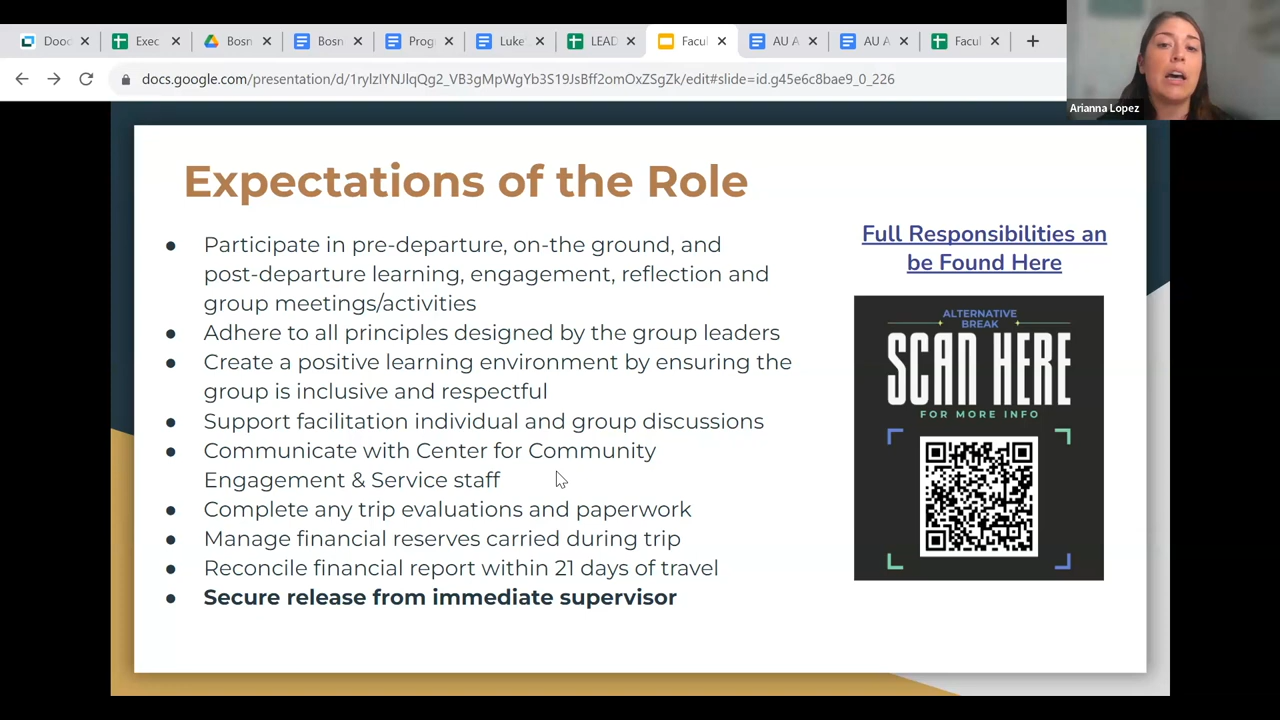 Dood
Exec
Bosn
Bosn
Prog
Luke
LEAD
Facul
AU A
AU A
Facul
docs.google.com/presentation/d/1rylzlYNJlqQg2_VB3gMpWgYb3S19JsBff2omOxZSgZk/edit#slide=id.g45e6c8bae9_0_226
Arianna Lopez
Expectations of the Role
● Participate in pre-departure, on-the ground, and
post-departure learning, engagement, reflection and
group meetings/activities
● Adhere to all principles designed by the group leaders
● Create a positive learning environment by ensuring the
group is inclusive and respectful
● Support facilitation individual and group discussions
● Communicate with Center for Community
Engagement & Service staff
● Complete any trip evaluations and paperwork
● Manage financial reserves carried during trip
● Reconcile financial report within 21 days of travel
● Secure release from immediate supervisor
Full Responsibilities an
be Found Here
ALTERNATIVE
BREAK
SCAN HERE
FOR MORE INFO